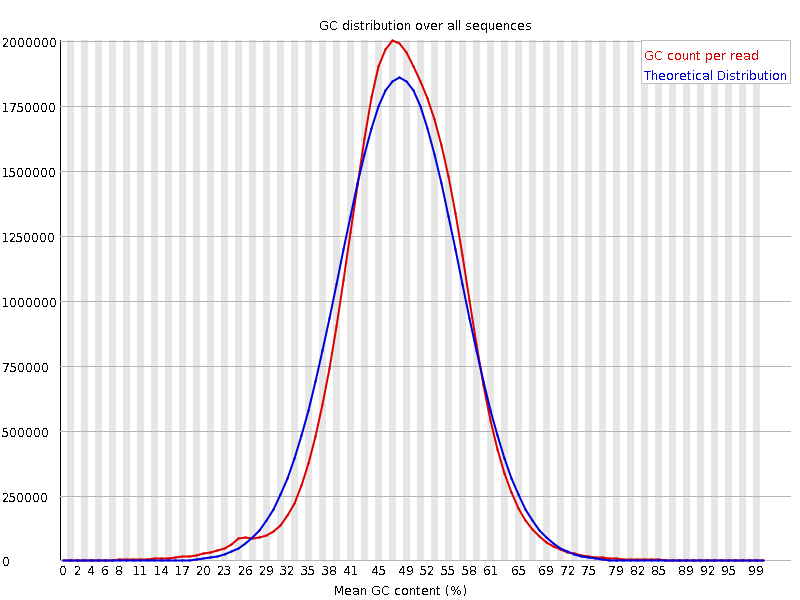 GC distribution over all sequences
GC count per read
Theoretical Distribution
2000000
1750000
1500000
1250000
1000000
750000
500000
250000
0
0 2 4 6 8 11 14 17 20 23 26 29 32 35 38 41 45 49 52 55 58 61 65 69 72 75 79 82 85 89 92 95 99
Mean GC content (%)